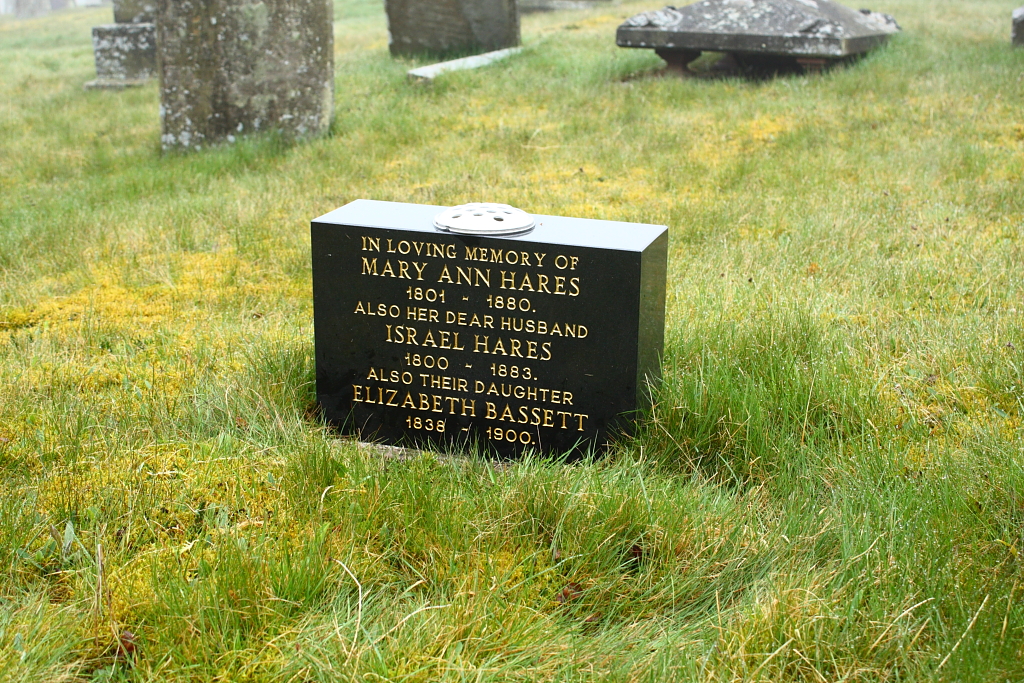 IN LOVING MEMORY OF
MARY ANN HARES
1801 - 1880.
ALSO HER DEAR HUSBAND
ISRAEL HARES
1800 - 1883.
ALSO THEIR DAUGHTER
ELIZABETH BASSETT
1838 - 1900.